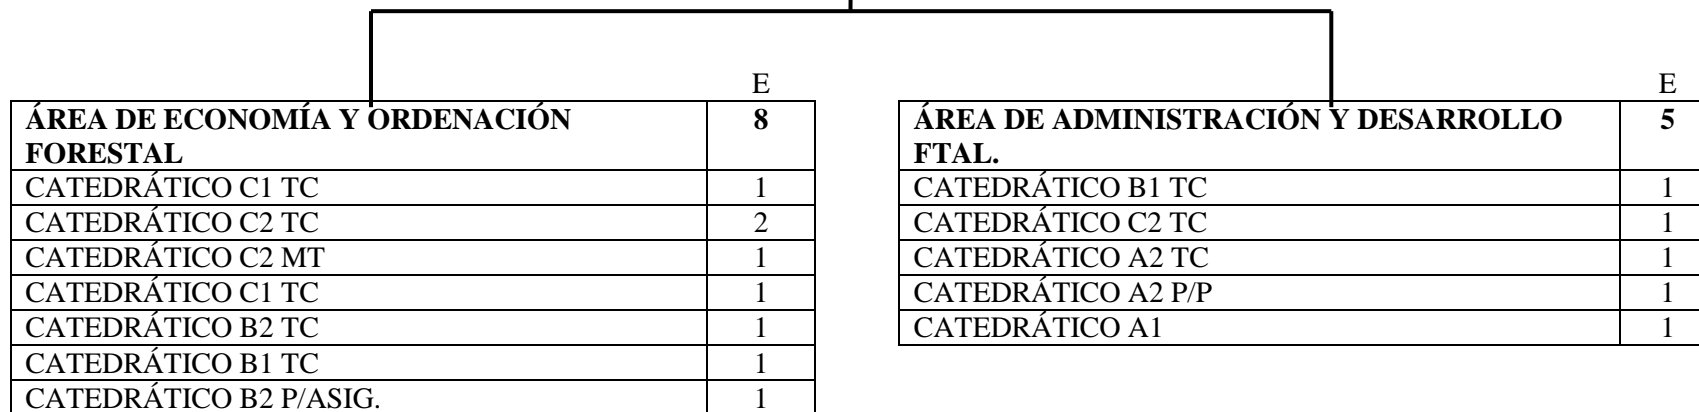 E
ÁREA DE ECONOMÍA Y ORDENACIÓN 8
FORESTAL
CATEDRÁTICO C1 TC 1
CATEDRÁTICO C2 TC 2
CATEDRÁTICO C2 MT 1
CATEDRÁTICO C1 TC 1
CATEDRÁTICO B2 TC 1
CATEDRÁTICO B1 TC 1
CATEDRÁTICO B2 P/ASIG. 1
E
ÁREA DE ADMINISTRACIÓN Y DESARROLLO 5
FTAL.
CATEDRÁTICO B1 TC 1
CATEDRÁTICO C2 TC 1
CATEDRÁTICO A2 TC 1
CATEDRÁTICO A2 P/P 1
CATEDRÁTICO A1 1